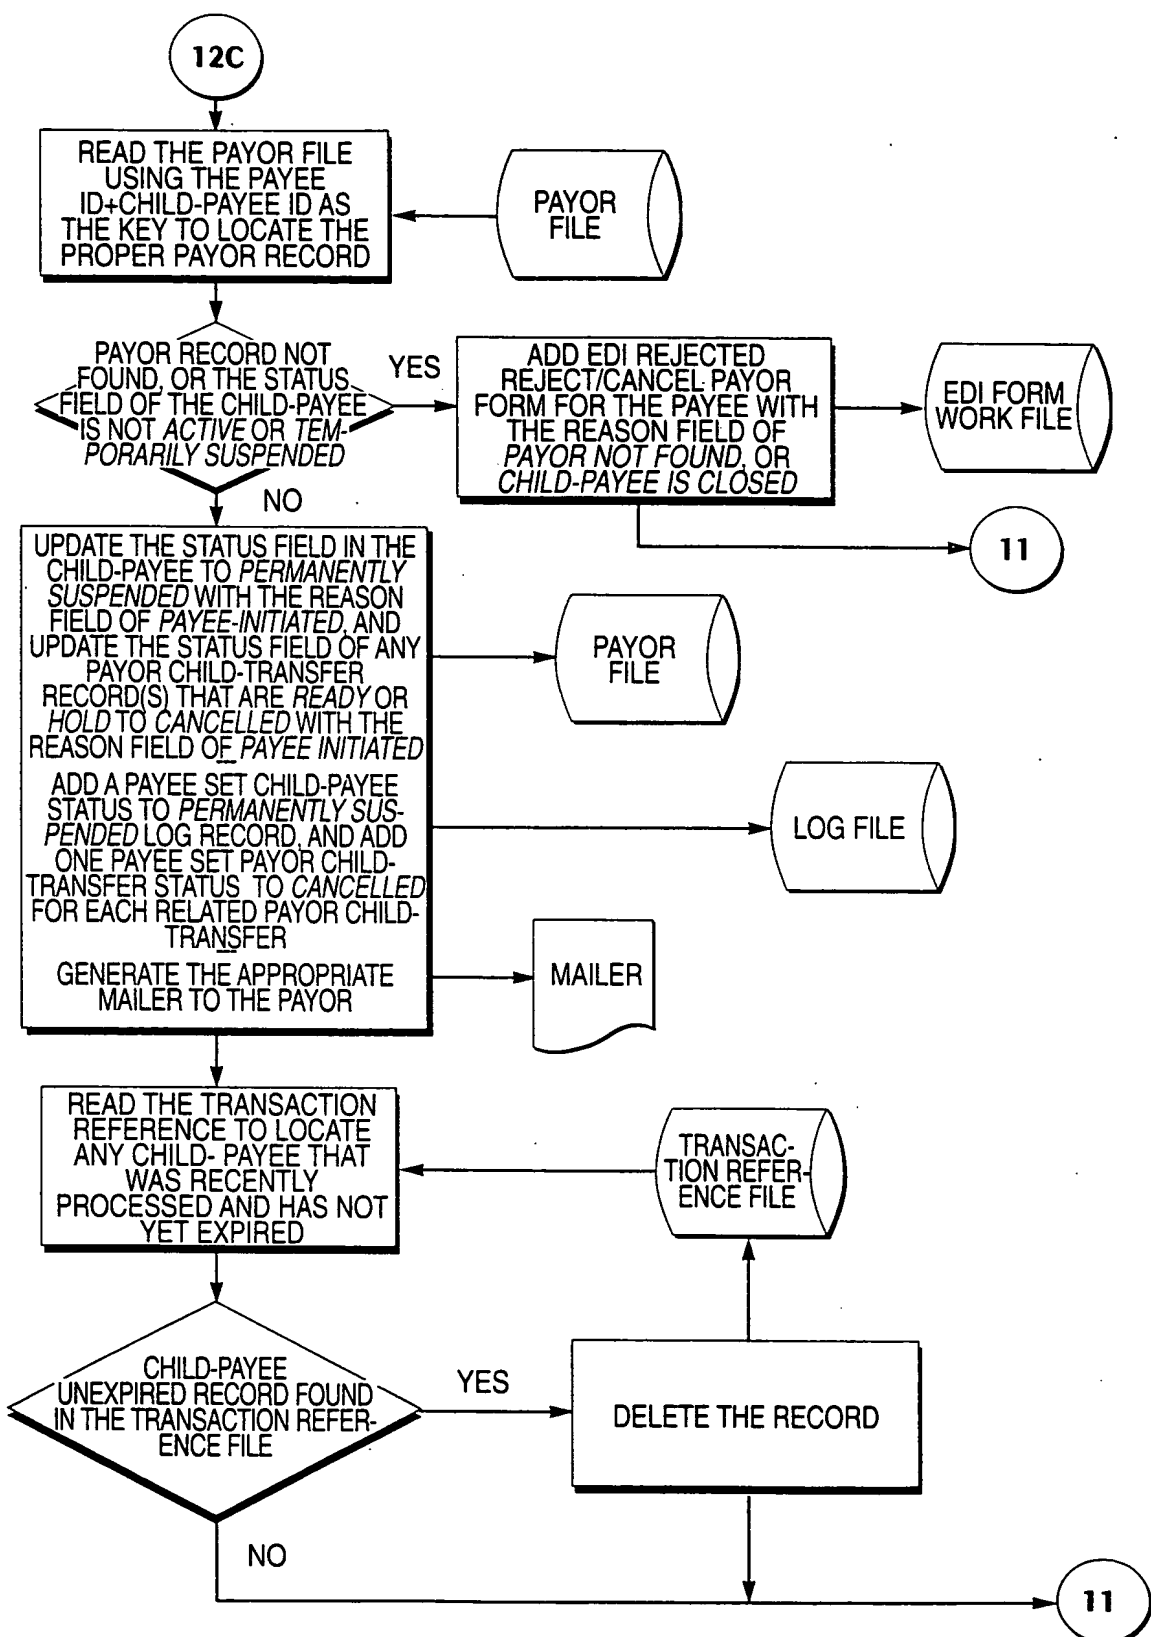 12C
READ THE PAYOR FILE
USING THE PAYEE
ID+CHILD-PAYEE ID AS
THE KEY TO LOCATE THE
PROPER PAYOR RECORD
PAYOR
FILE
PAYOR RECORD NOT
FOUND, OR THE STATUS
FIELD OF THE CHILD-PAYEE
IS NOT ACTIVE OR TEM-
PORARILY SUSPENDED
YES
ADD EDI REJECTED
REJECT/CANCEL PAYOR
FORM FOR THE PAYEE WITH
THE REASON FIELD OF
PAYOR NOT FOUND, OR
CHILD-PAYEE IS CLOSED
EDI FORM
WORK FILE
NO
11
UPDATE THE STATUS FIELD IN THE
CHILD-PAYEE TO PERMANENTLY
SUSPENDED WITH THE REASON
FIELD OF PAYEE-INITIATED, AND
UPDATE THE STATUS FIELD OF ANY
PAYOR CHILD-TRANSFER
RECORD(S) THAT ARE READY OR
HOLD TO CANCELLED WITH THE
REASON FIELD OF PAYEE INITIATED
PAYOR
FILE
ADD A PAYEE SET CHILD-PAYEE
STATUS TO PERMANENTLY SUS-
PENDED LOG RECORD, AND ADD
ONE PAYEE SET PAYOR CHILD-
TRANSFER STATUS TO CANCELLED
FOR EACH RELATED PAYOR CHILD-
TRANSFER
LOG FILE
GENERATE THE APPROPRIATE
MAILER TO THE PAYOR
MAILER
READ THE TRANSACTION
REFERENCE TO LOCATE
ANY CHILD- PAYEE THAT
WAS RECENTLY
PROCESSED AND HAS NOT
YET EXPIRED
TRANSAC-
TION REFER-
ENCE FILE
CHILD-PAYEE
UNEXPIRED RECORD FOUND
IN THE TRANSACTION REFER-
ENCE FILE
YES
DELETE THE RECORD
NO
11